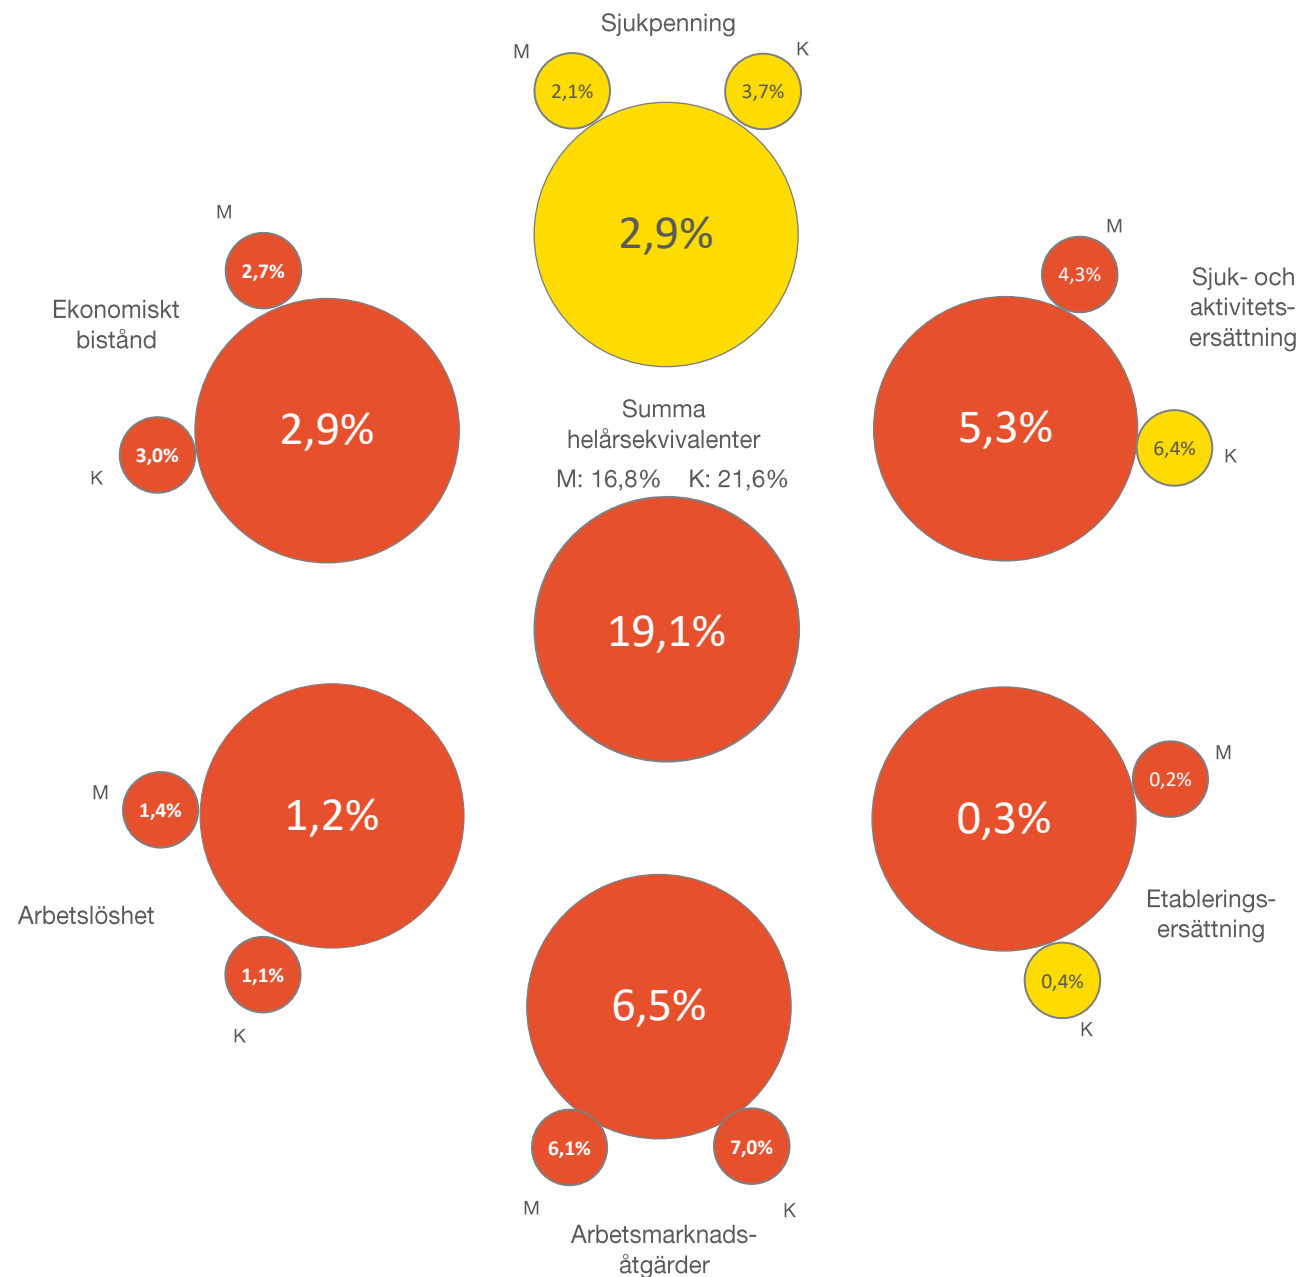 Sjukpenning
M
K
2,1%
3,7%
2,9%
M
2,7%
Ekonomiskt
bistånd
2,9%
3,0%
K
M
4,3%
Sjuk- och
aktivitets-
ersättning
5,3%
6,4%
K
Summa
helårsekvivalenter
M: 16,8% K: 21,6%
19,1%
M
1,4%
1,2%
Arbetslöshet
1,1%
K
M
0,2%
0,3%
Etablerings-
ersättning
0,4%
K
6,5%
6,1%
7,0%
M
K
Arbetsmarknads-
åtgärder